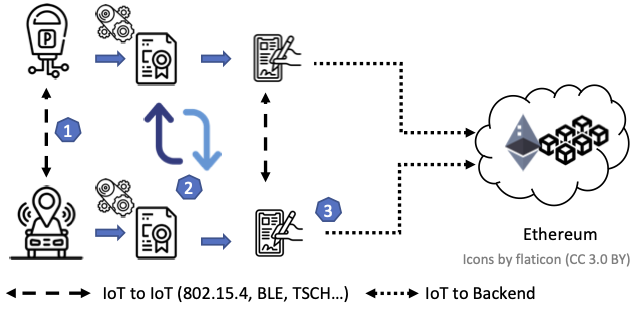 P
1
2
3
Ethereum
Icons by flaticon (CC 3.0 BY)
IoT to IoT (802.15.4, BLE, TSCH...) IoT to Backend